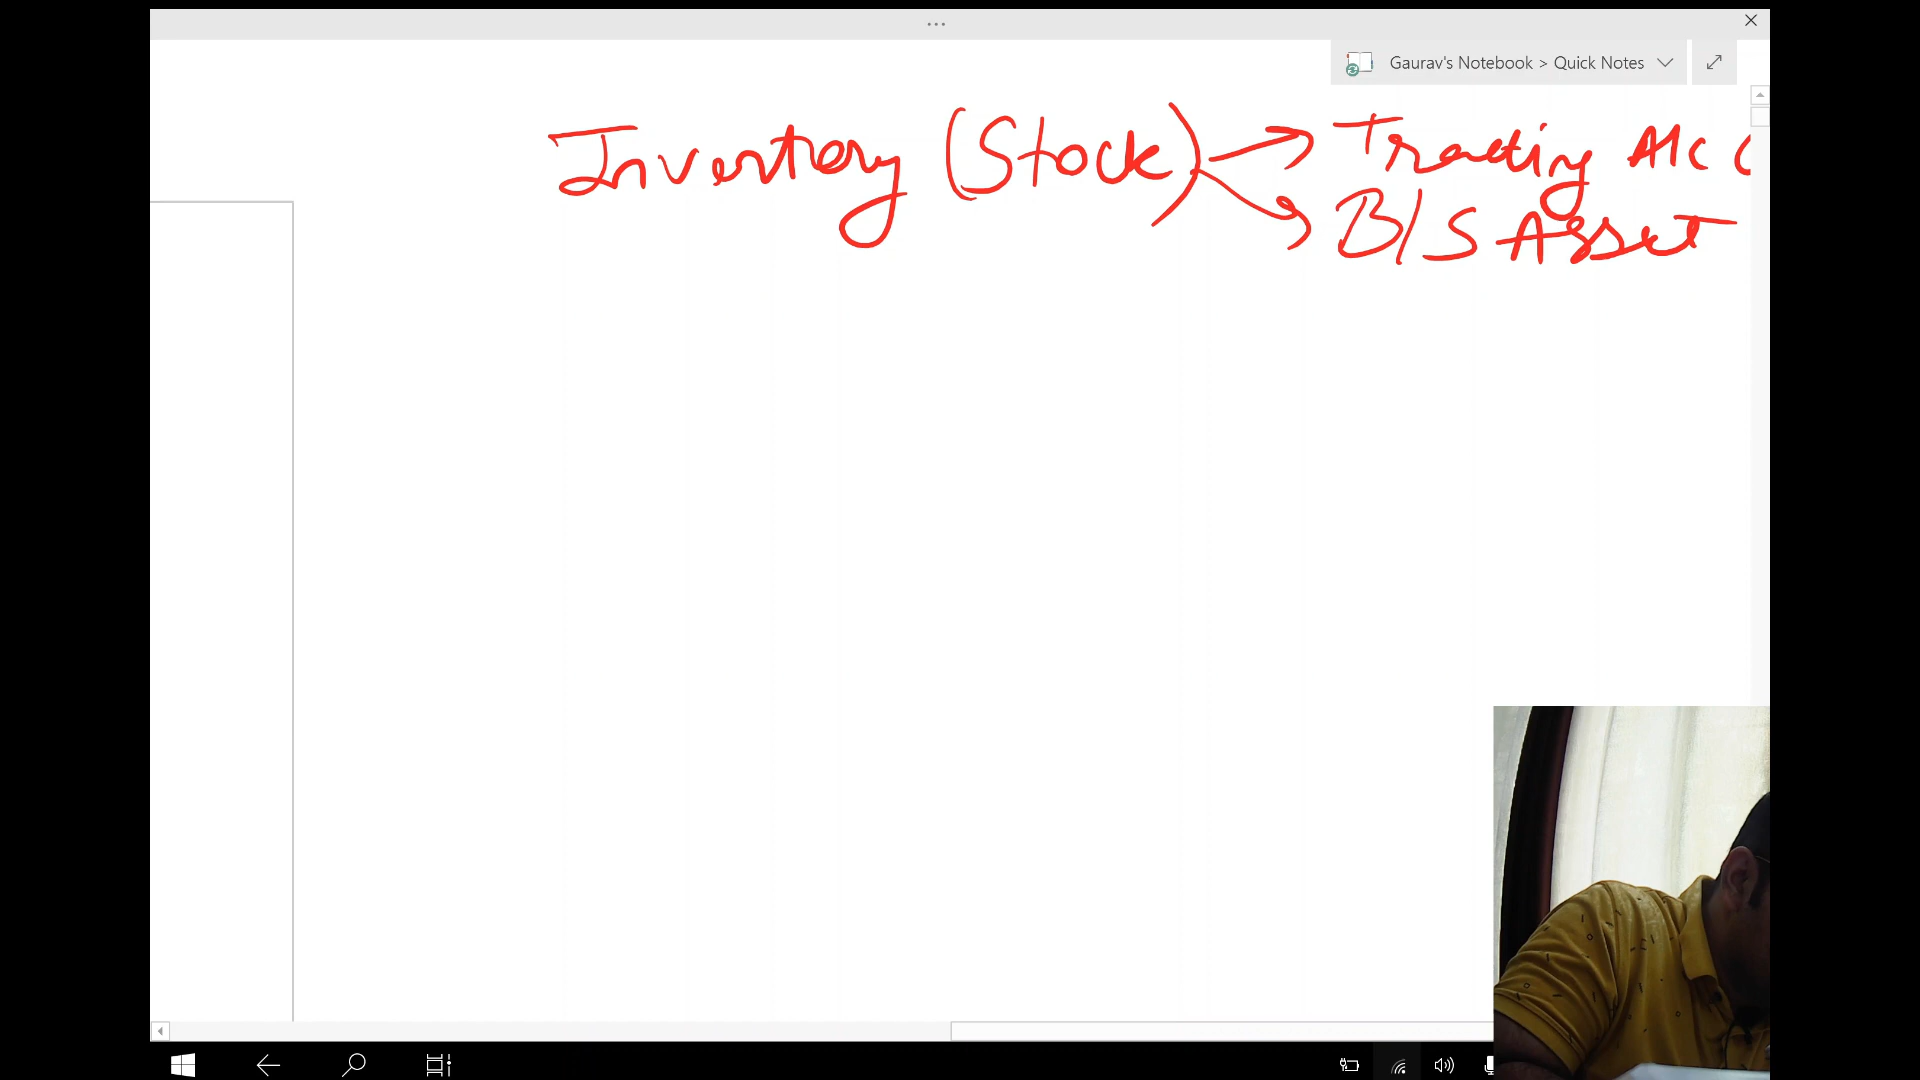 Gaurav's Notebook > Quick Notes
Inventory (Stock) → Trading A/c (
B/S Asset